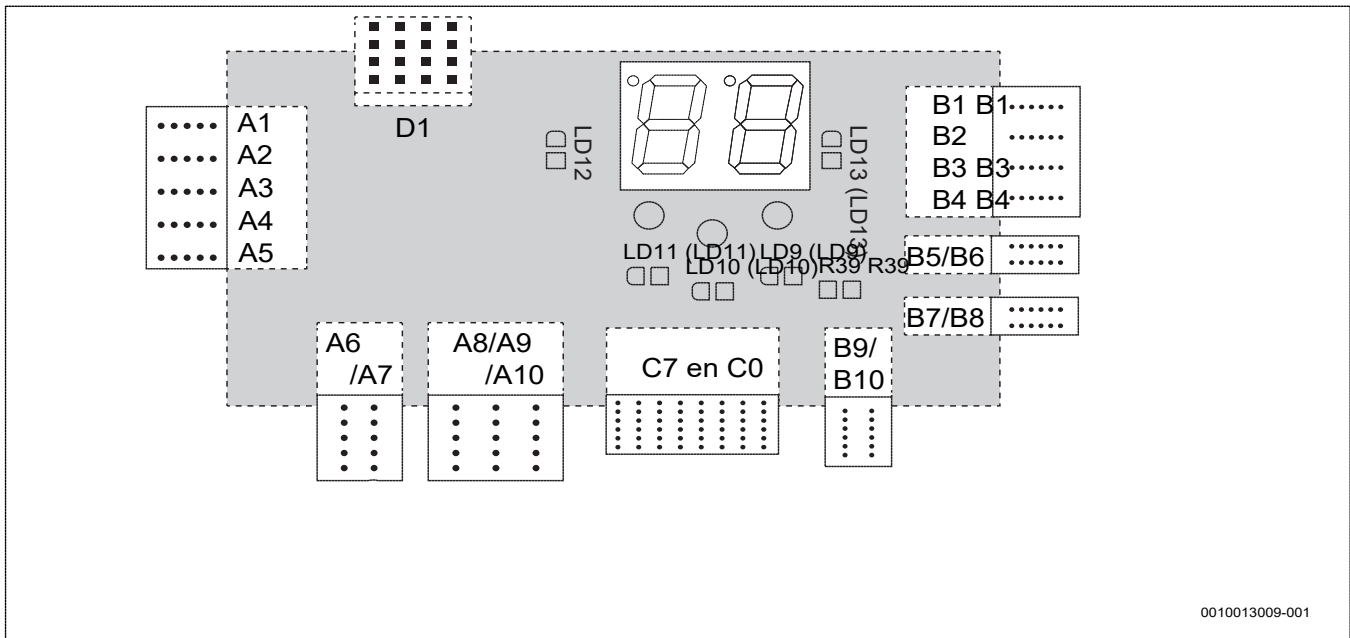 D1
A1
A2
A3
A4
A5
LD12
LD13 (LD13)
B1 B1
B2
B3 B3
B4 B4
B5/B6
B7/B8
LD11 (LD11)
LD9 (LD9)
LD10 (LD10)
R39 R39
A6
/A7
A8/A9
/A10
C7 en C0
B9/
B10
0010013009-001